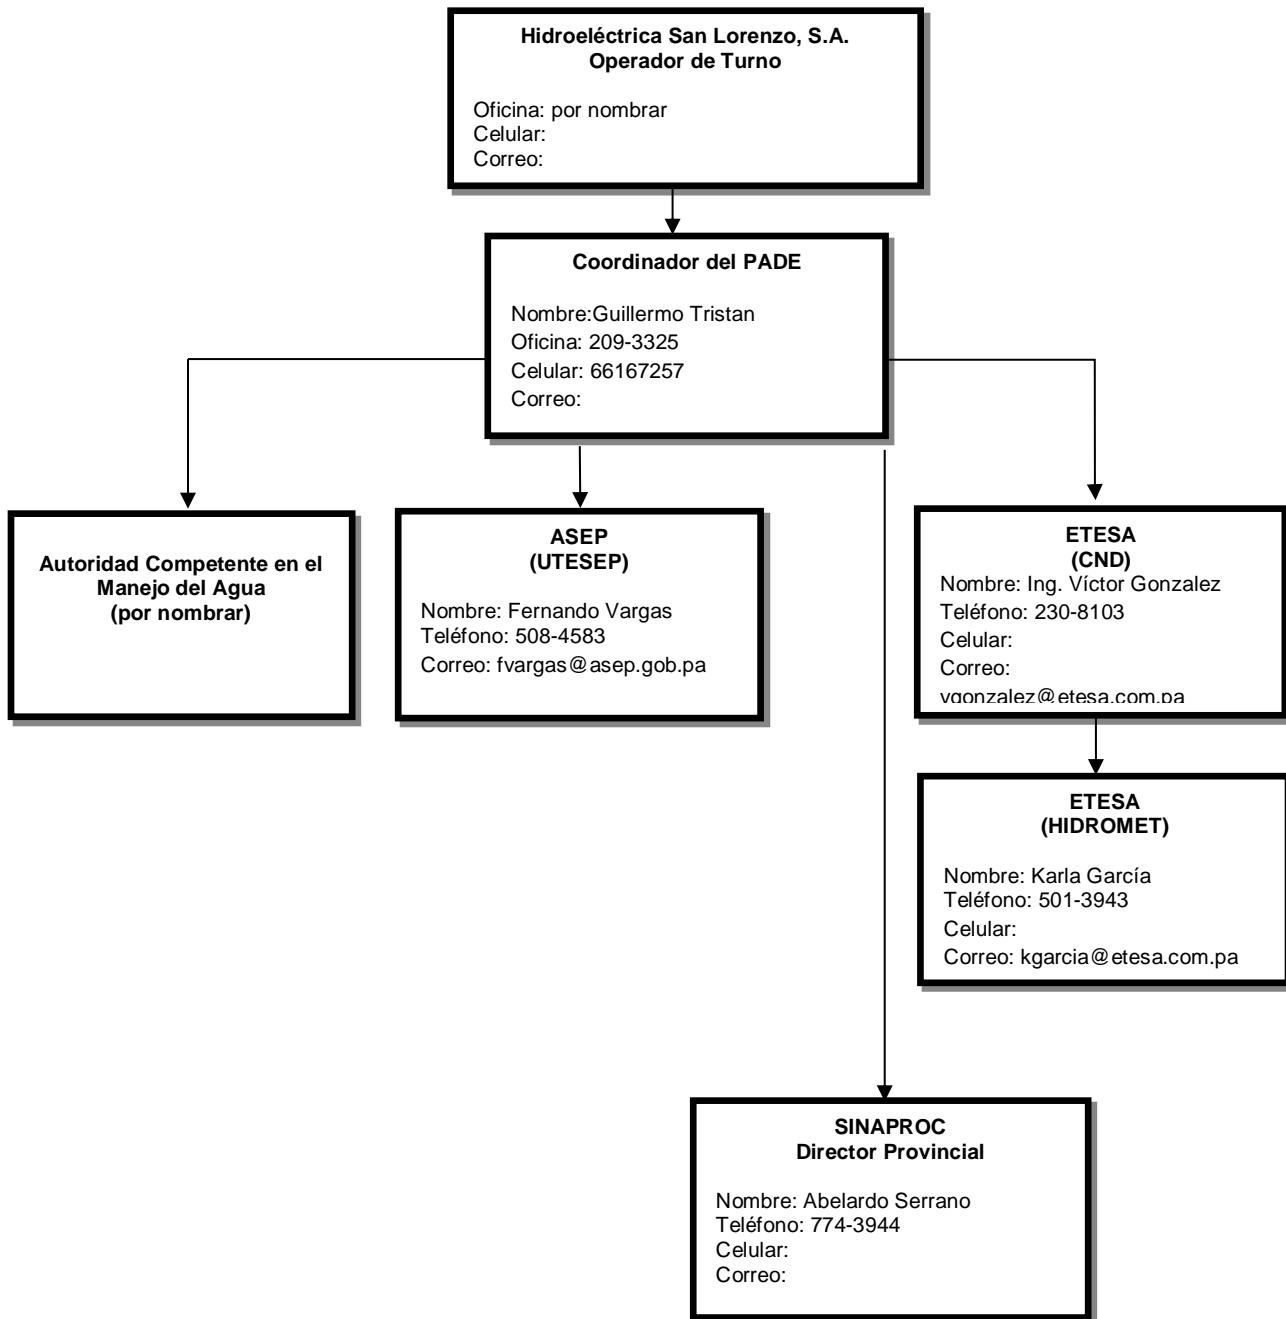 Hidroeléctrica San Lorenzo, S.A.
Operador de Turno
Oficina: por nombrar
Celular:
Correo:
Coordinador del PADE
Nombre:Guillermo Tristan
Oficina: 209-3325
Celular: 66167257
Correo:
Autoridad Competente en el
Manejo del Agua
(por nombrar)
ASEP
(UTESEP)
Nombre: Fernando Vargas
Teléfono: 508-4583
Correo: fvargas@asep.gob.pa
ETESA
(CND)
Nombre: Ing. Víctor Gonzalez
Teléfono: 230-8103
Celular:
Correo:
vgonzalez@etesa.com.pa
ETESA
(HIDROMET)
Nombre: Karla García
Teléfono: 501-3943
Celular:
Correo: kgarcia@etesa.com.pa
SINAPROC
Director Provincial
Nombre: Abelardo Serrano
Teléfono: 774-3944
Celular:
Correo: